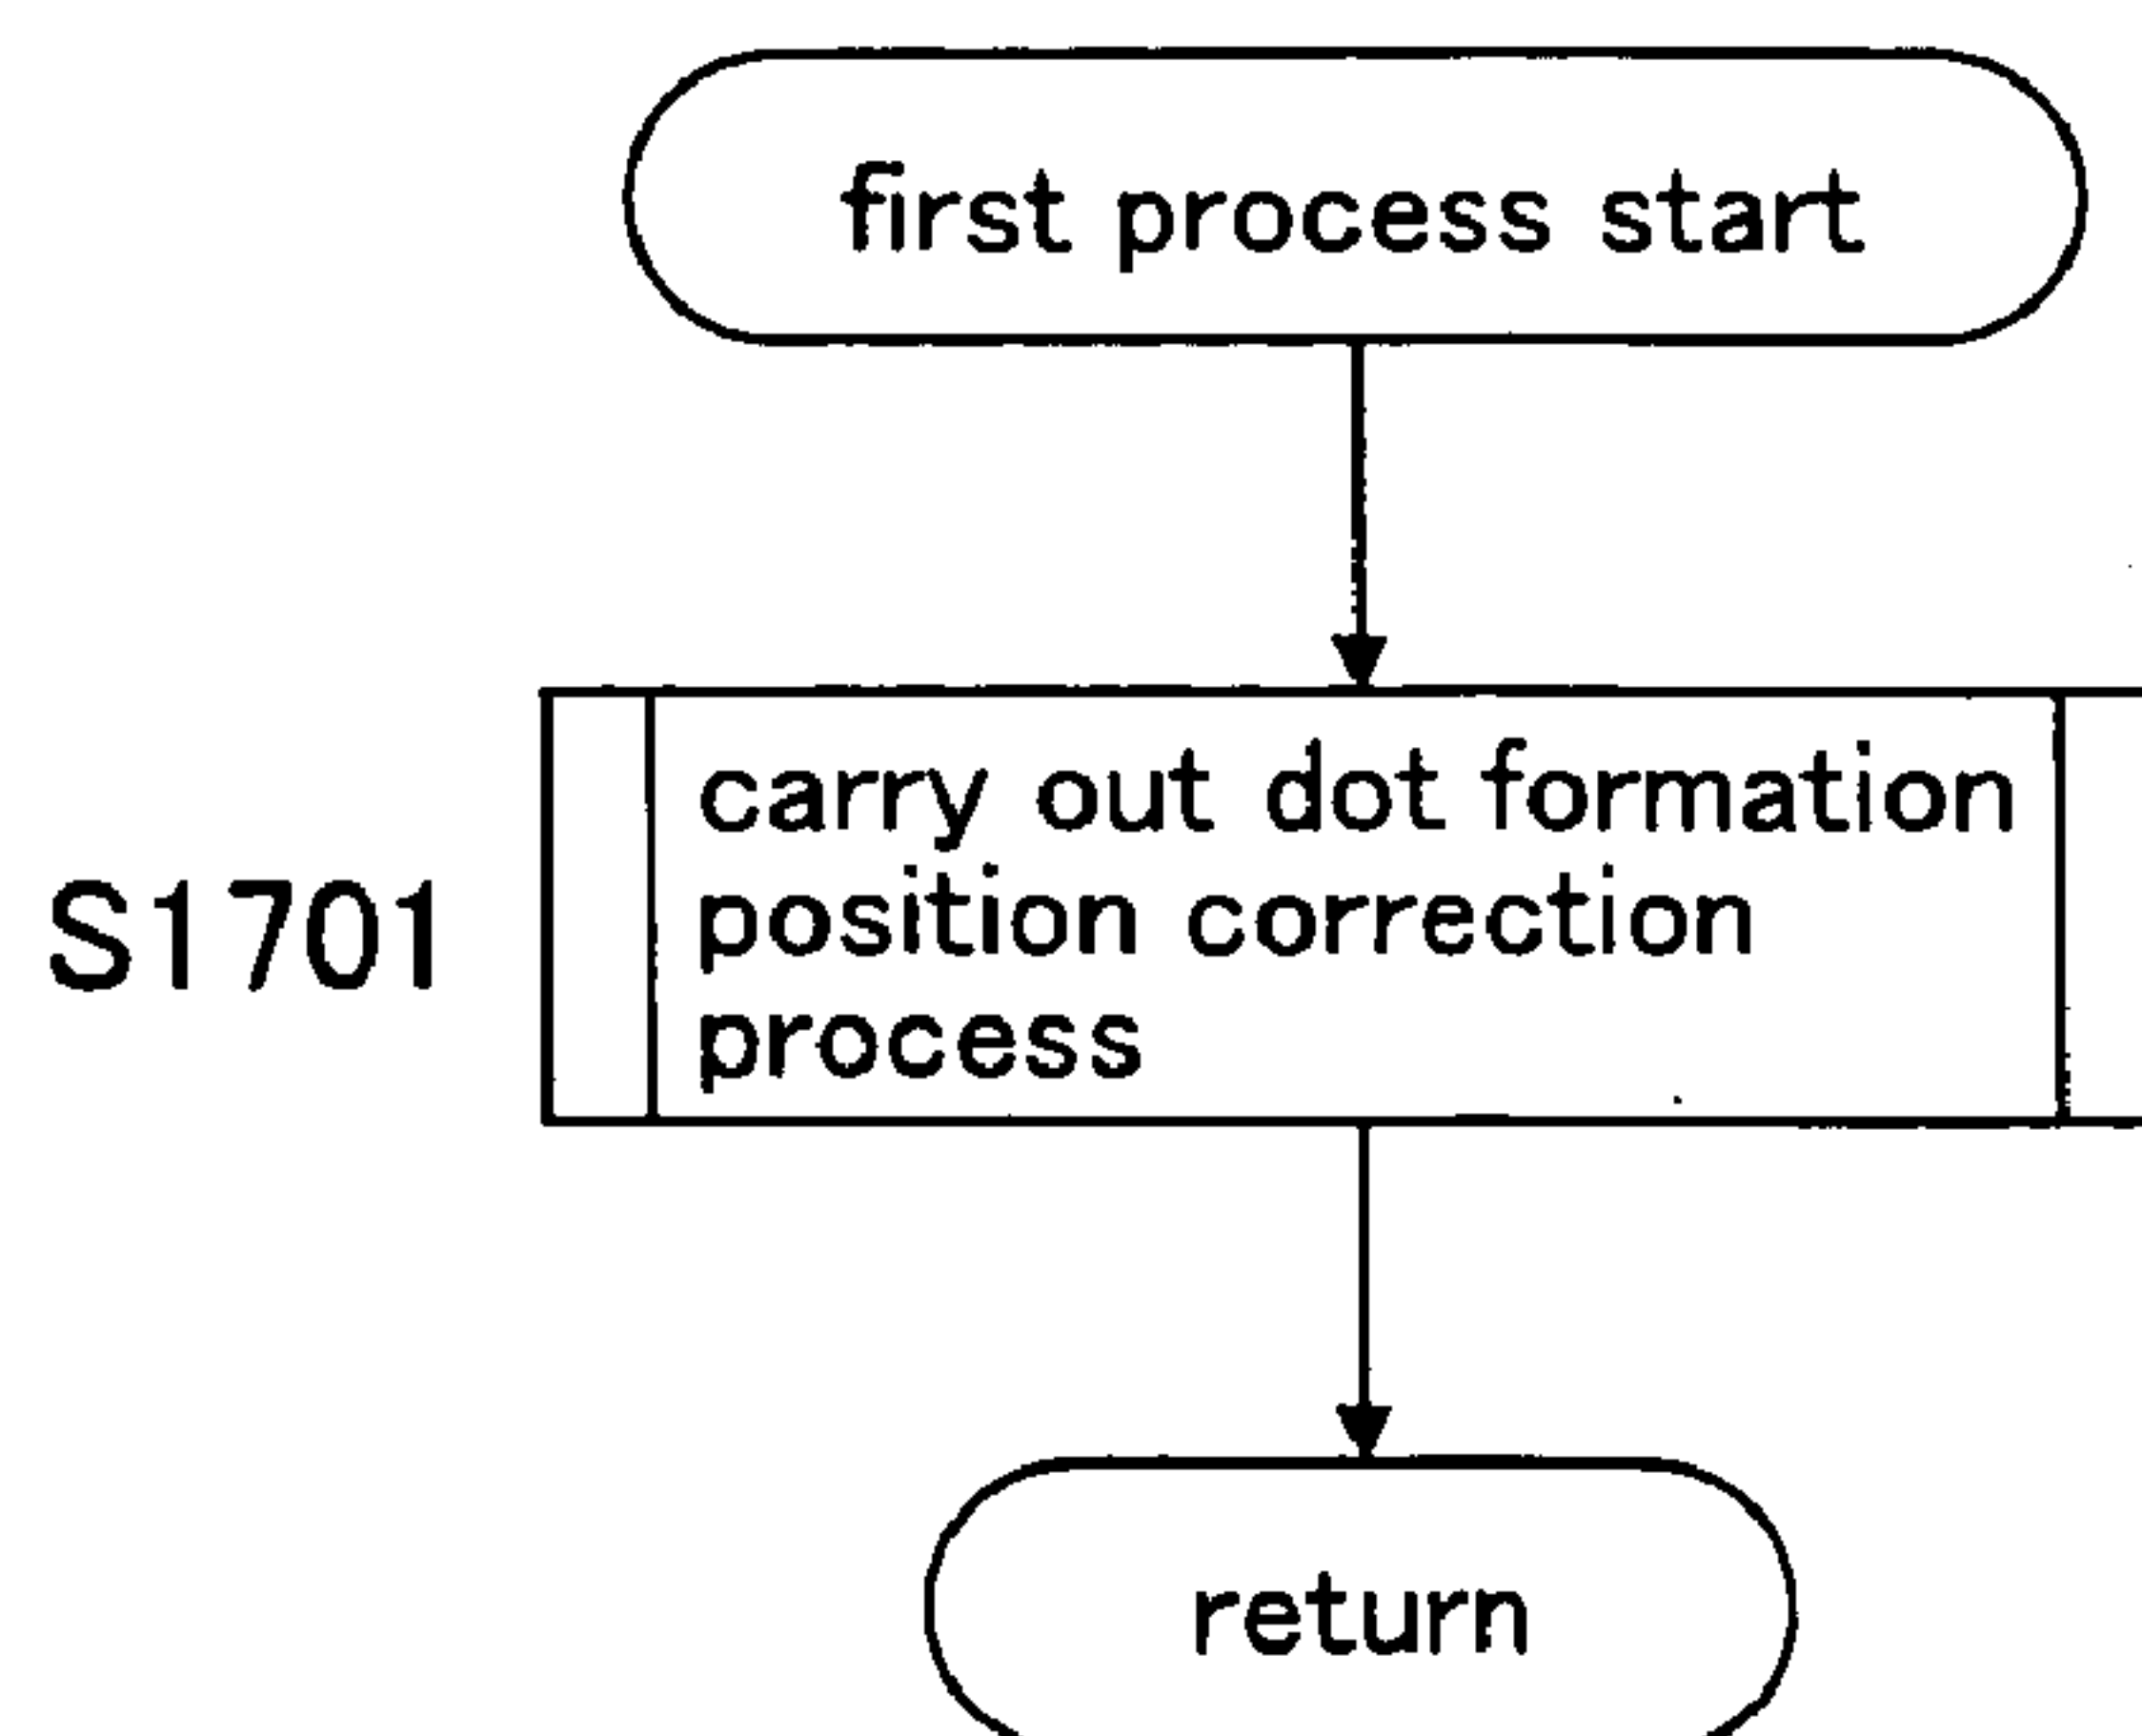 first process start
carry out dot formation
position correction
process
S1701
return